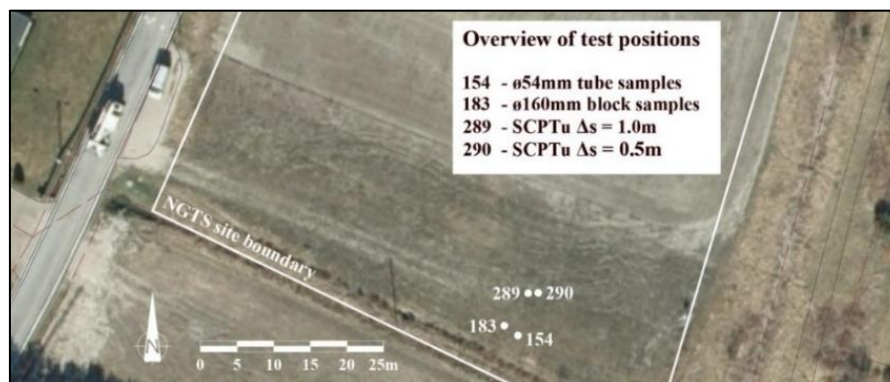 Overview of test positions
154 - ø54mm tube samples
183 - ø160mm block samples
289 - SCPTu Δs = 1.0m
290 - SCPTu Δs = 0.5m
NGTS site boundary
289 290
183
154
N
0 5 10 15 20 25m